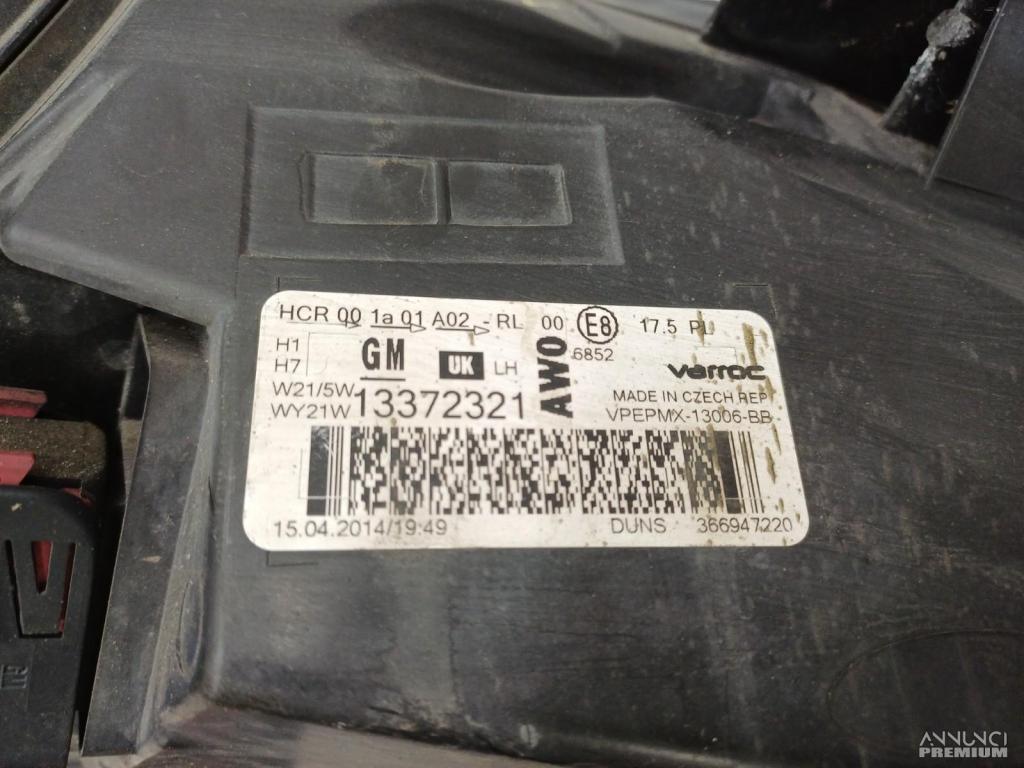 HCR 00 1a 01 A02 - RL 00 E8 17.5 PL
H1
H7
GM
UK LH
AWO
6852
varroc
W21/5W
WY21W
13372321
MADE IN CZECH REP
VPEPMX-13006-BB
15.04.2014/19:49 DUNS 366947220
ANNUNCI
PREMIUM